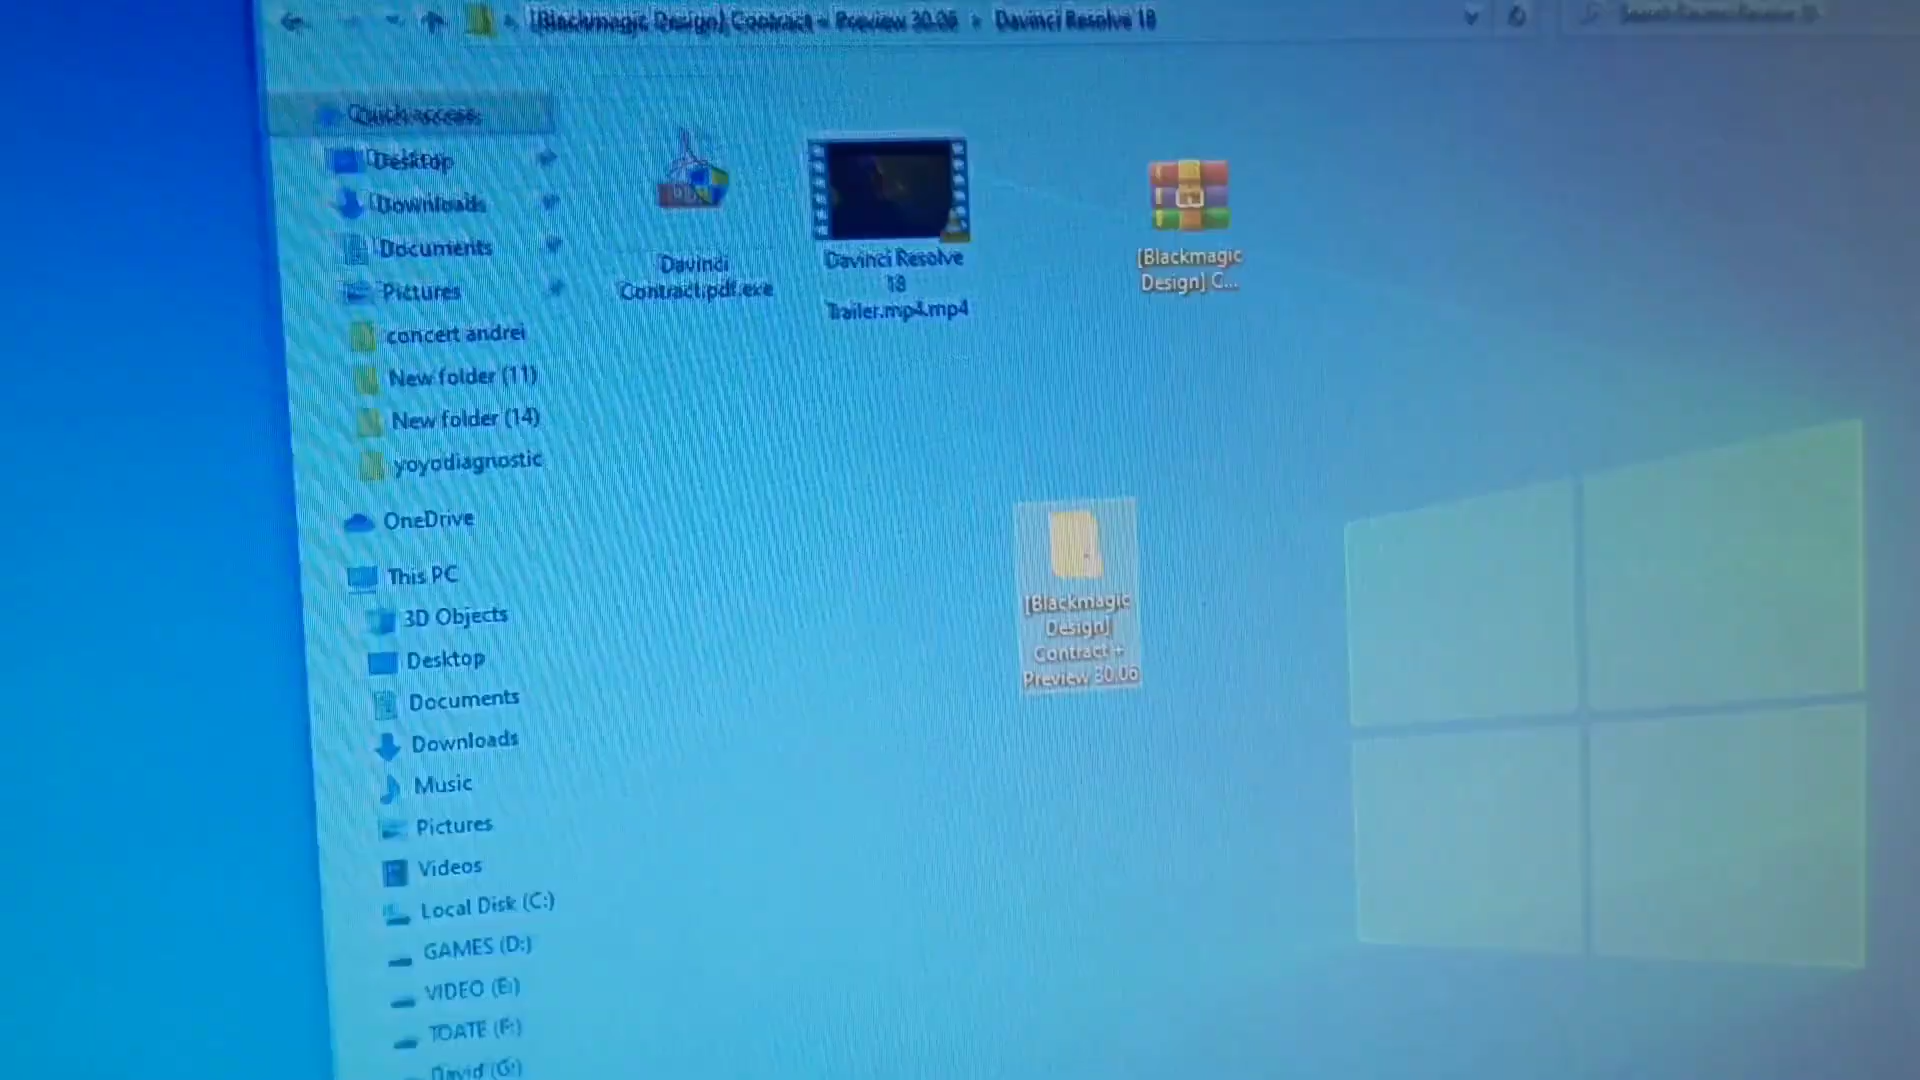 [Blackmagic Design] Contract + Preview 30.06 > Davinci Resolve 18
Quick access
Desktop
Downloads
Documents
Pictures
concert andrei
New folder (11)
New folder (14)
yoyodiagnostic
OneDrive
This PC
3D Objects
Desktop
Documents
Downloads
Music
Pictures
Videos
Local Disk (C:)
GAMES (D:)
VIDEO (E:)
TOATE (F:)
David (G:)
Davinci
Contract.pdf.exe
Davinci Resolve
18
Trailer.mp4.mp4
[Blackmagic
Design] C...
[Blackmagic
Design]
Contract +
Preview 30.06